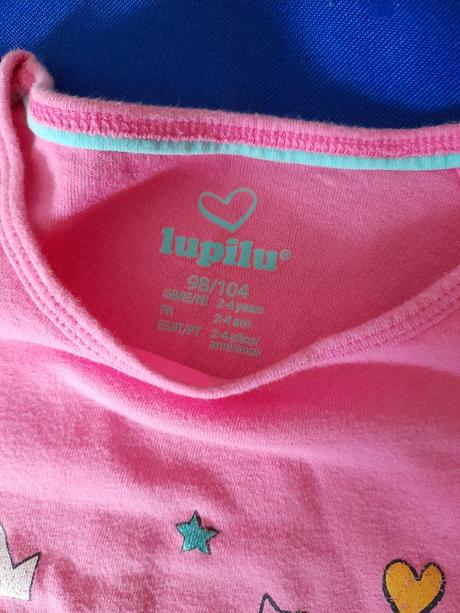 lupilu®
98/104
GB/IE/NI 2-4 years
FR 2-4 ans
ES/IT/PT 2-4 años/
anni/anos